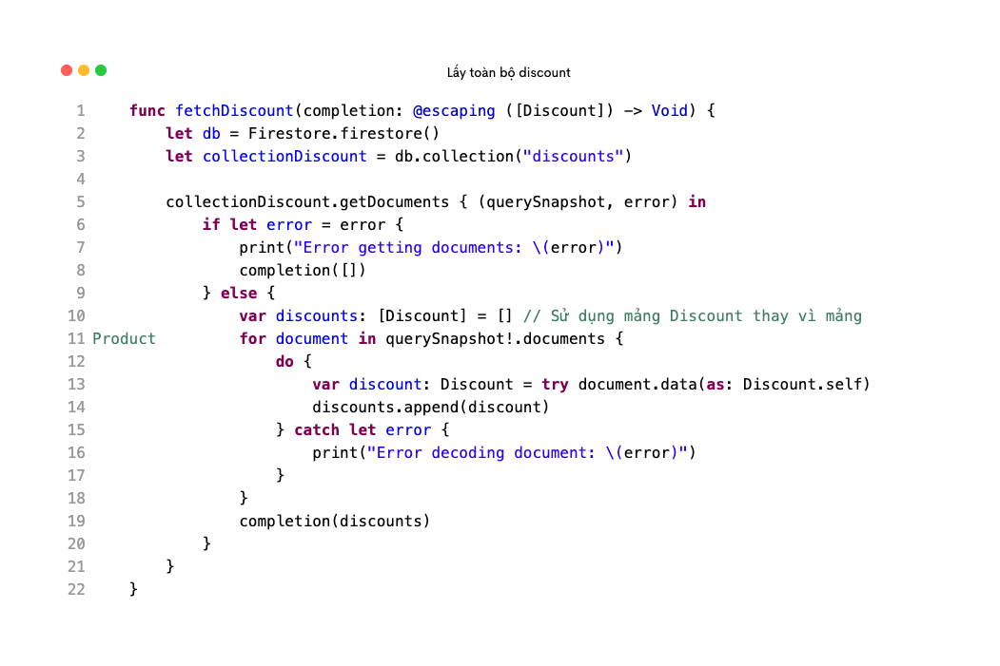 Lấy toàn bộ discount
1 func fetchDiscount(completion: @escaping ([Discount]) -> Void) {
2 let db = Firestore.firestore()
3 let collectionDiscount = db.collection("discounts")
4
5 collectionDiscount.getDocuments { (querySnapshot, error) in
6 if let error = error {
7 print("Error getting documents: \(error)")
8 completion([])
9 } else {
10 var discounts: [Discount] = [] // Sử dụng mảng Discount thay vì mảng
11 Product for document in querySnapshot!.documents {
12 do {
13 var discount: Discount = try document.data(as: Discount.self)
14 discounts.append(discount)
15 } catch let error {
16 print("Error decoding document: \(error)")
17 }
18 }
19 completion(discounts)
20 }
21 }
22 }